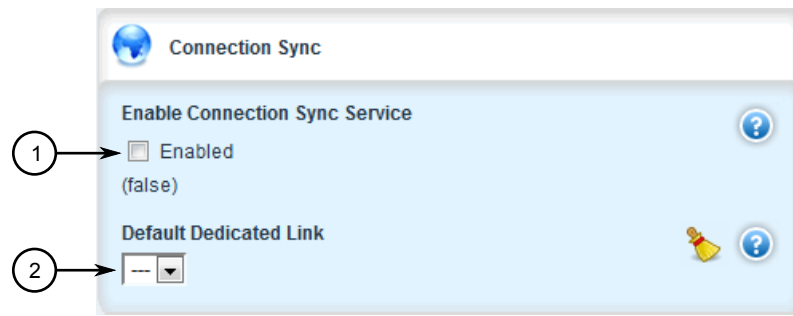 Connection Sync
Enable Connection Sync Service
?
1
Enabled
(false)
Default Dedicated Link
?
2
---